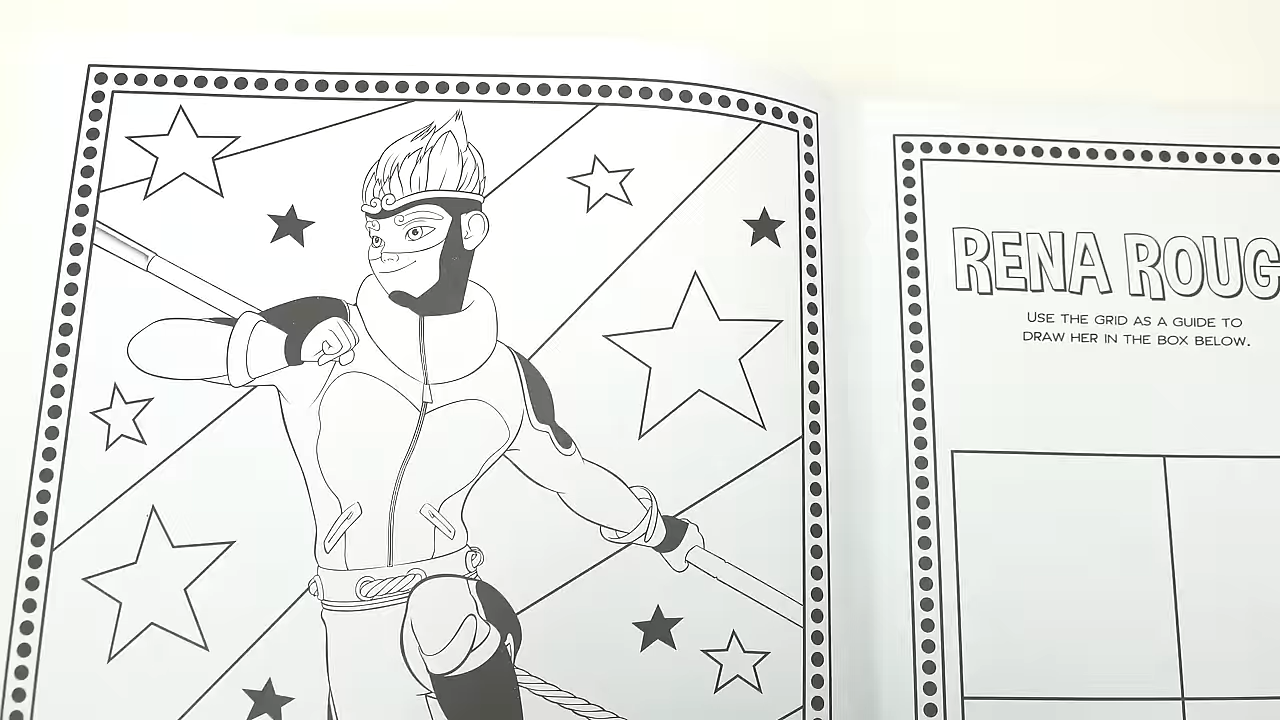 RENA ROUG
USE THE GRID AS A GUIDE TO
DRAW HER IN THE BOX BELOW.